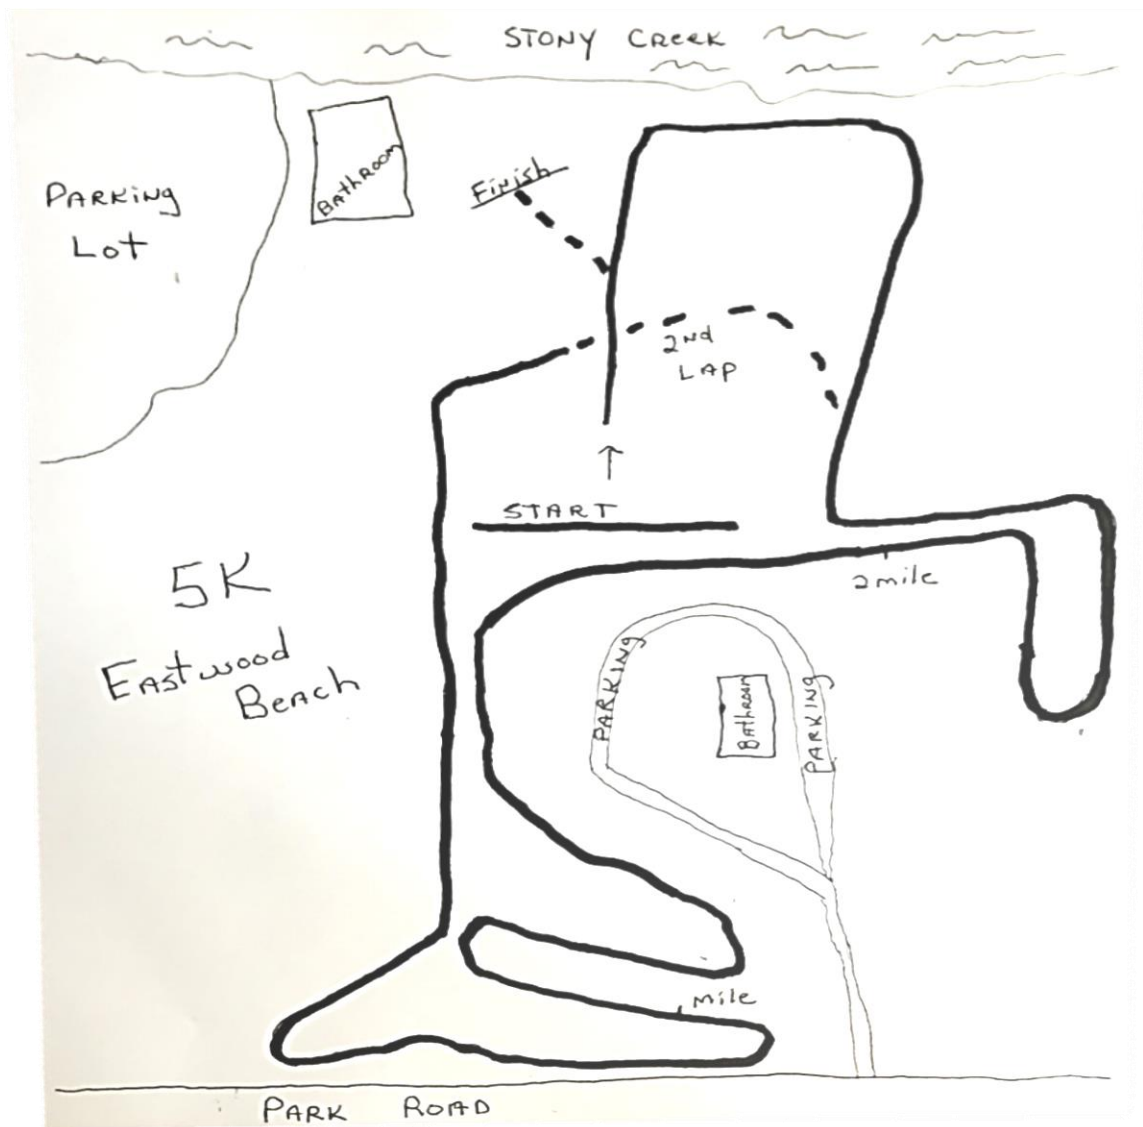 STONY CREEK
BATHROOM
Finish
PARKING
LOT
2nd
LAP
START
5K
2 mile
EASTWOOD
BEACH
PARKING
BATHROOM
PARKING
mile
PARK ROAD